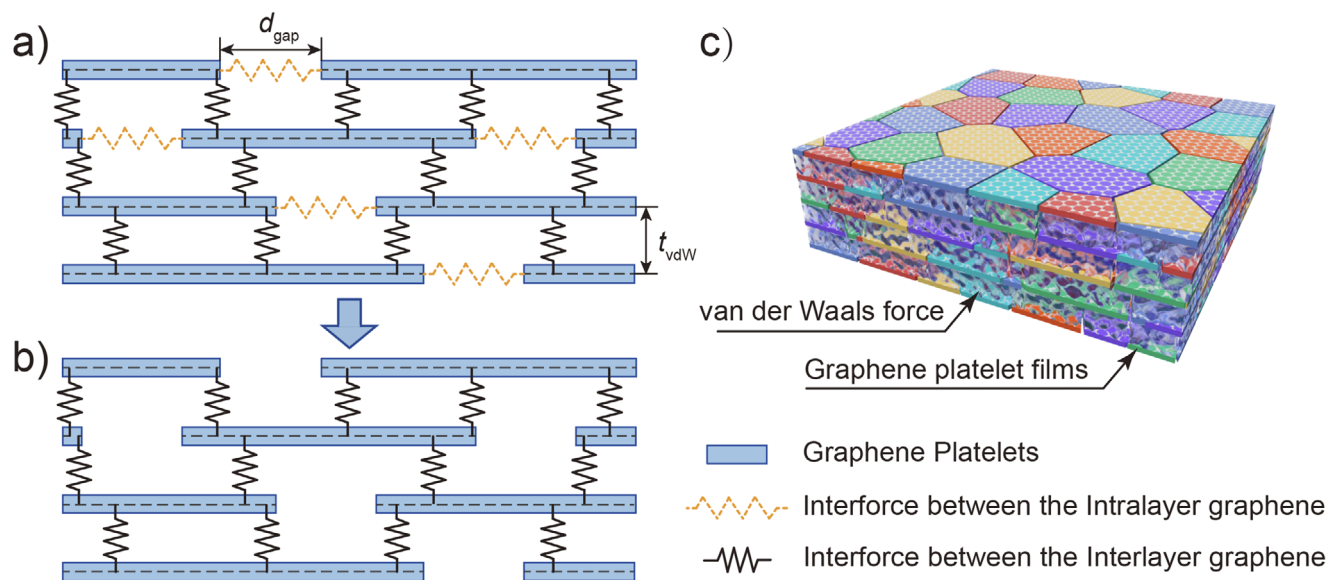 a)
d_gap
t_vdW
b)
c)
van der Waals force
Graphene platelet films
Graphene Platelets
Interforce between the Intralayer graphene
Interforce between the Interlayer graphene